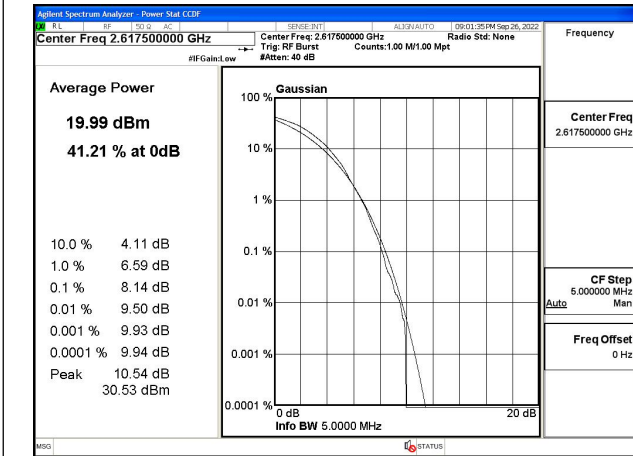 Agilent Spectrum Analyzer - Power Stat CCDF
RL RF 50 Ω AC SENSE:INT ALIGN AUTO 09:01:35 PM Sep 26, 2022
Center Freq 2.617500000 GHz
Center Freq: 2.617500000 GHz Radio Std: None
Trig: RF Burst Counts:1.00 M/1.00 Mpt
#IFGain:Low #Atten: 40 dB
Frequency
Average Power
19.99 dBm
41.21 % at 0dB
10.0 % 4.11 dB
1.0 % 6.59 dB
0.1 % 8.14 dB
0.01 % 9.50 dB
0.001 % 9.93 dB
0.0001 % 9.94 dB
Peak 10.54 dB
30.53 dBm
Gaussian
100 %
10 %
1 %
0.1 %
0.01 %
0.001 %
0.0001 %
0 dB 20 dB
Info BW 5.0000 MHz
Center Freq
2.617500000 GHz
CF Step
5.000000 MHz
Auto Man
Freq Offset
0 Hz
MSG STATUS